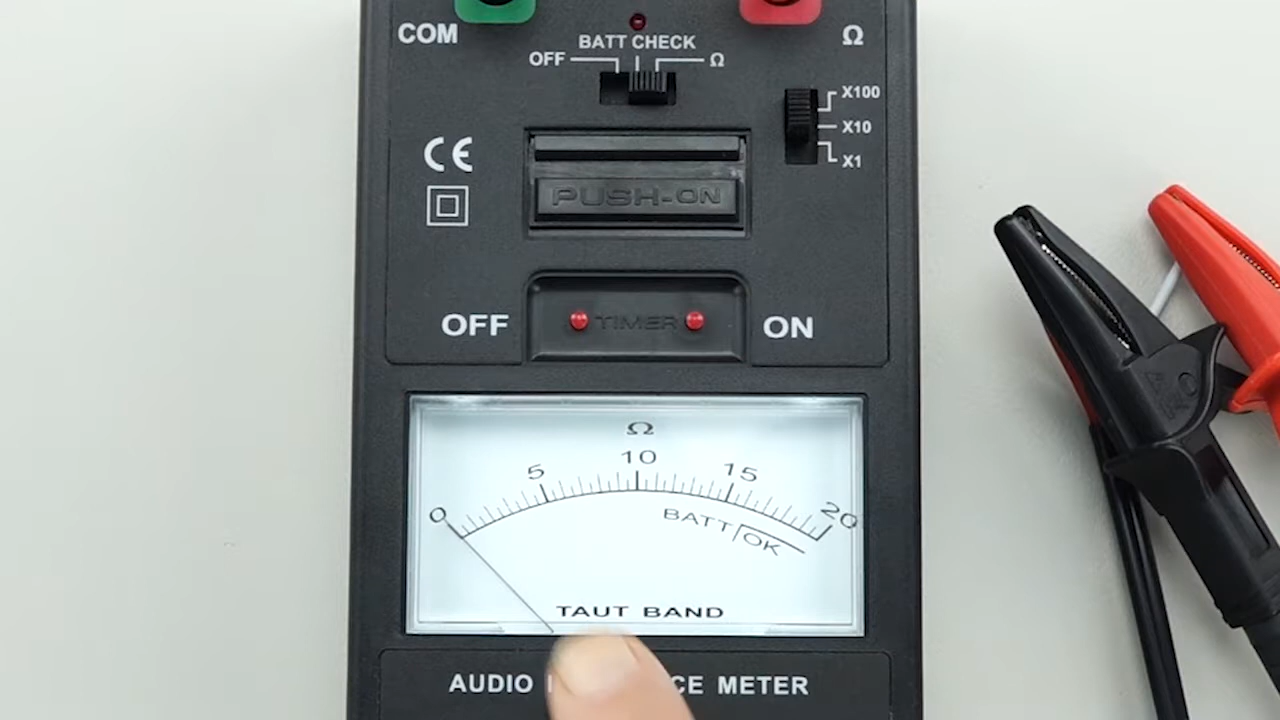 COM
Ω
BATT CHECK
OFF
Ω
X100
X10
X1
CE
PUSH-ON
OFF
TIMER
ON
Ω
0 5 10 15 20
BATT OK
TAUT BAND
AUDIO CE METER